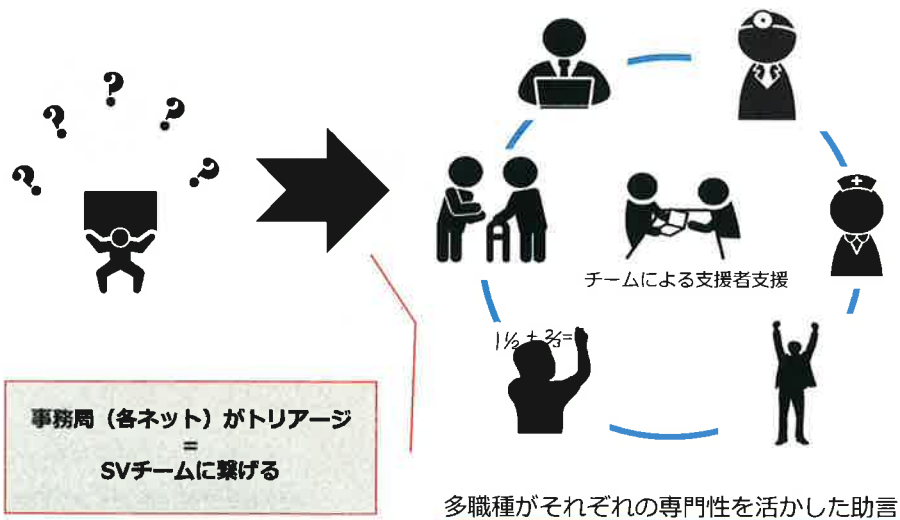 ? ? ? ? ?
1½ + ⅔=
チームによる支援者支援
事務局（各ネット）がトリアージ
=
SVチームに繋げる
多職種がそれぞれの専門性を活かした助言